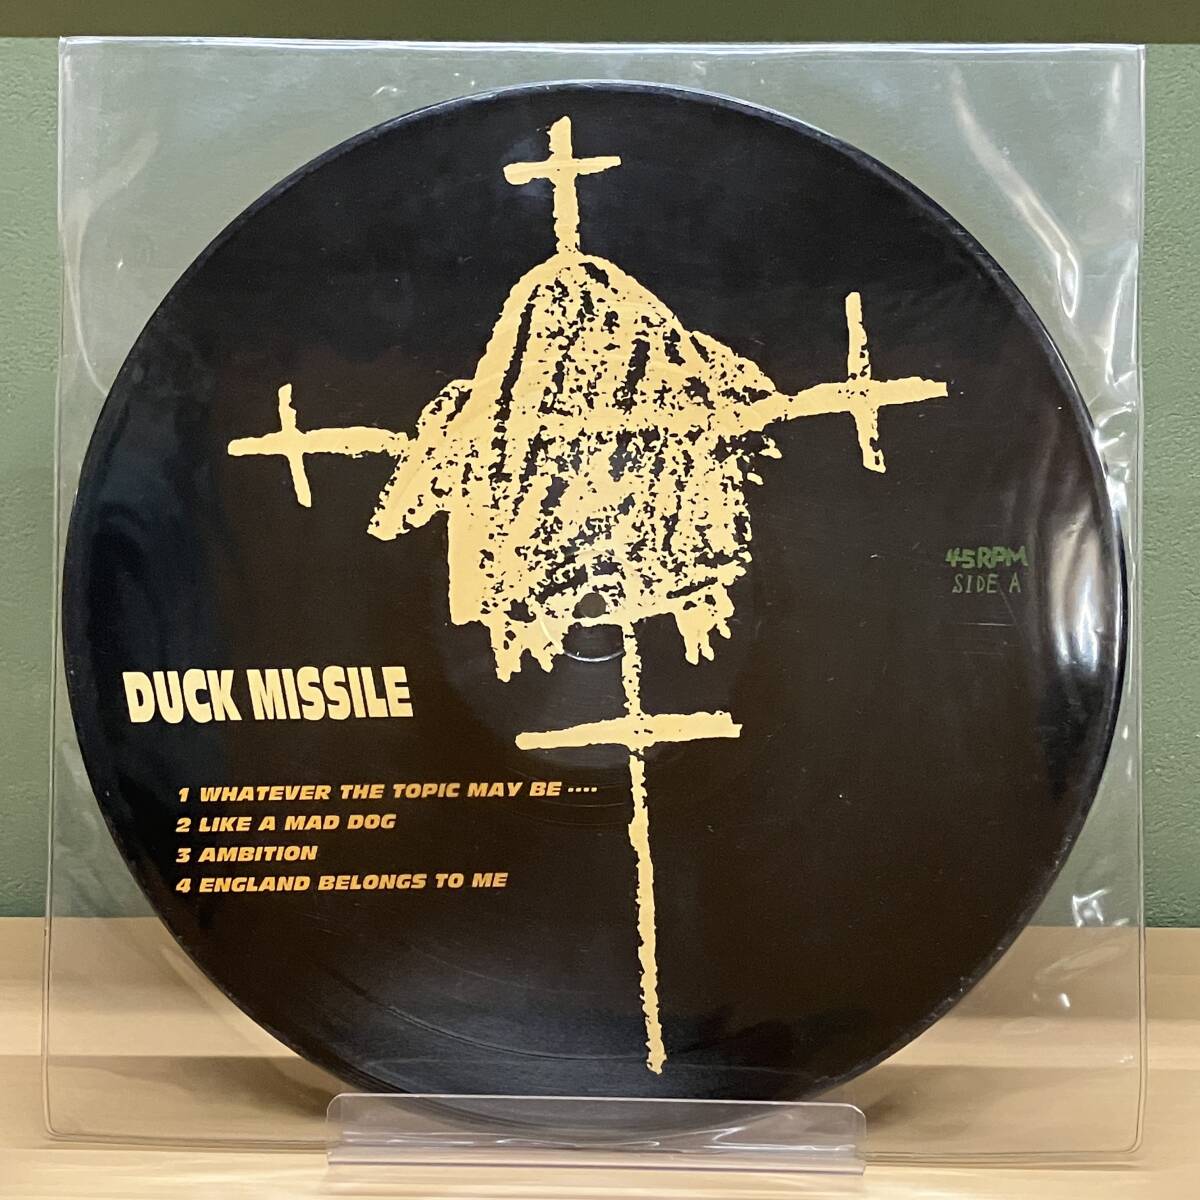 45RPM
SIDE A
DUCK MISSILE
1 WHATEVER THE TOPIC MAY BE ‥‥
2 LIKE A MAD DOG
3 AMBITION
4 ENGLAND BELONGS TO ME